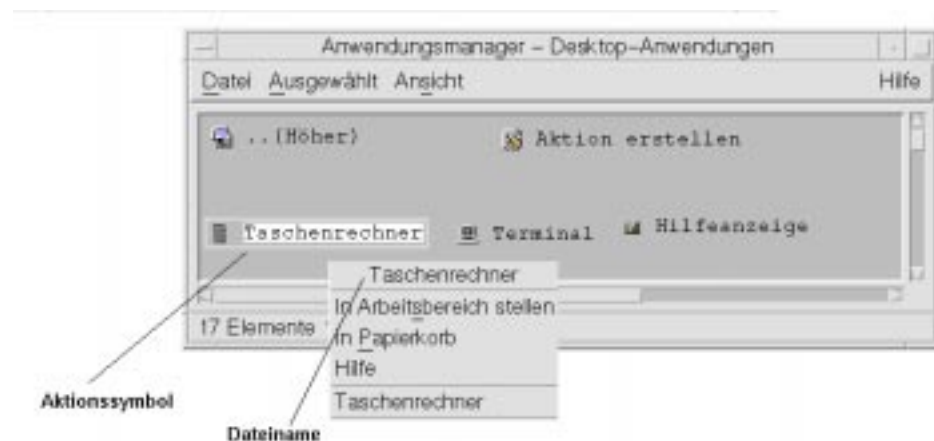 Anwendungsmanager – Desktop-Anwendungen
Datei Ausgewählt Ansicht Hilfe
..(Höher) Aktion erstellen
Taschenrechner Terminal Hilfeanzeige
Taschenrechner
In Arbeitsbereich stellen
17 Elemente
In Papierkorb
Hilfe
Taschenrechner
Aktionssymbol
Dateiname